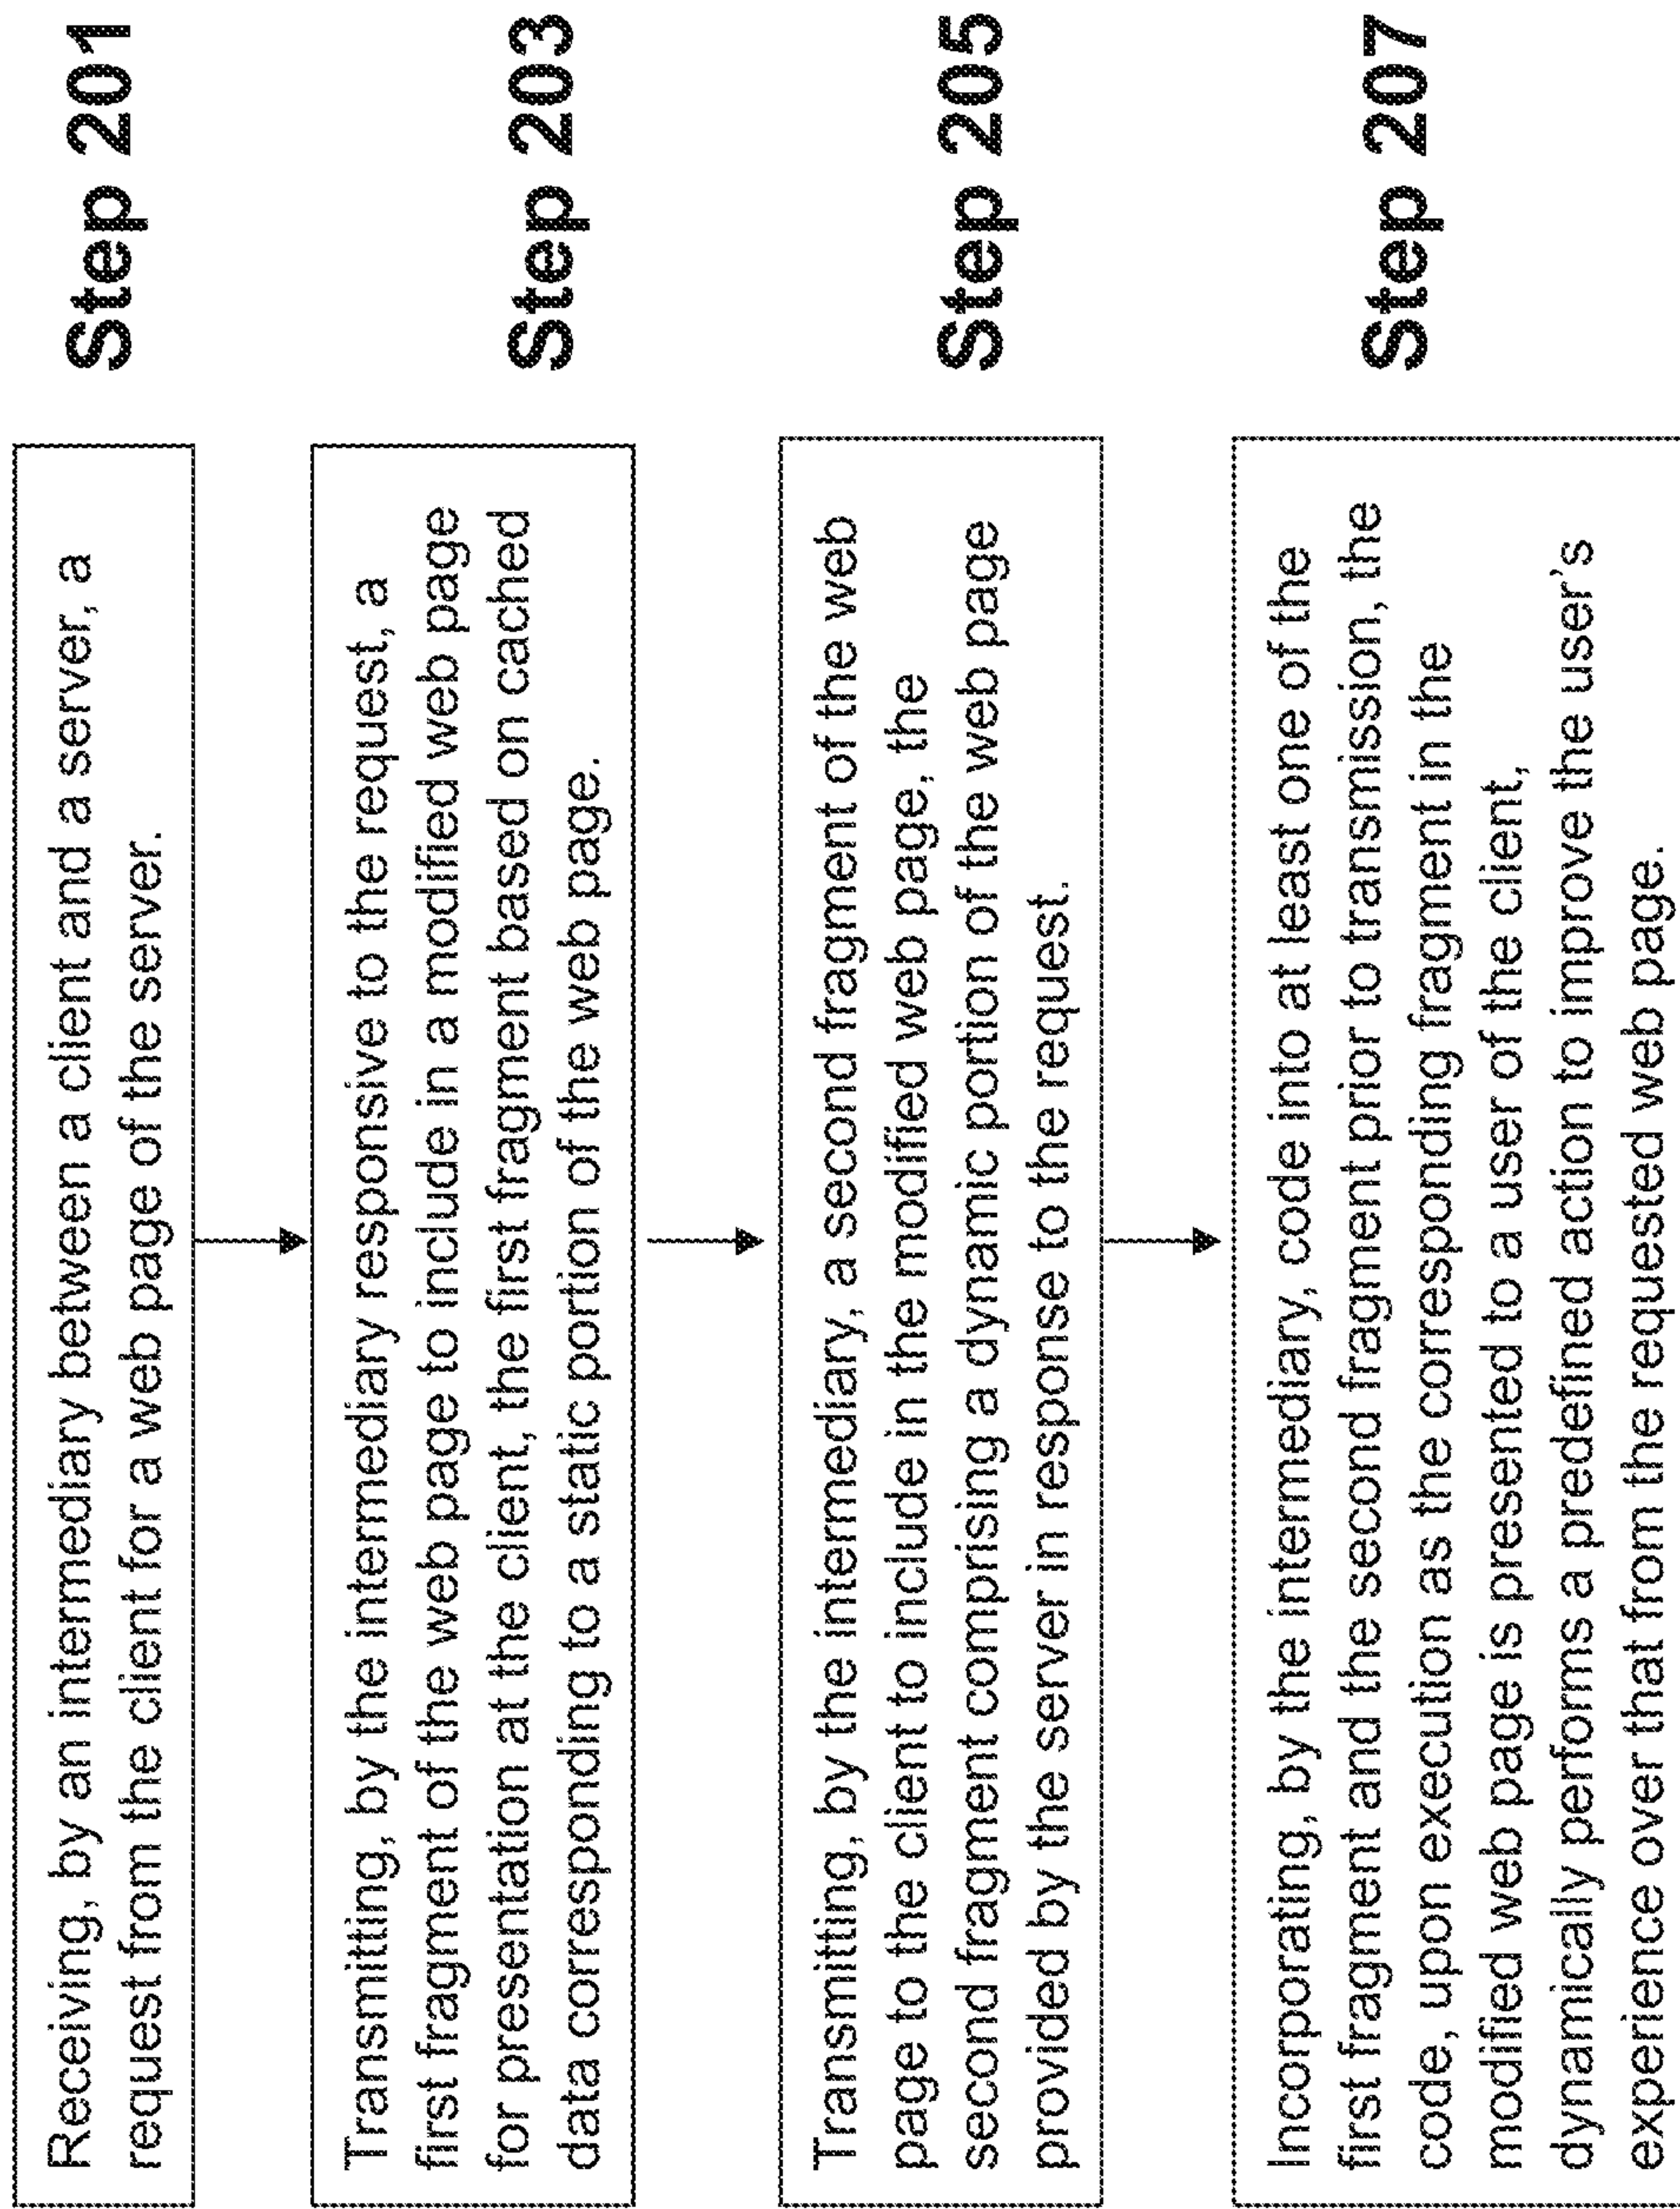 Receiving, by an intermediary between a client and a server, a
request from the client for a web page of the server.
Step 201
Transmitting, by the intermediary responsive to the request, a
first fragment of the web page to include in a modified web page
for presentation at the client, the first fragment based on cached
data corresponding to a static portion of the web page.
Step 203
Transmitting, by the intermediary, a second fragment of the web
page to the client to include in the modified web page, the
second fragment comprising a dynamic portion of the web page
provided by the server in response to the request.
Step 205
Incorporating, by the intermediary, code into at least one of the
first fragment and the second fragment prior to transmission, the
code, upon execution as the corresponding fragment in the
modified web page is presented to a user of the client,
dynamically performs a predefined action to improve the user's
experience over that from the requested web page.
Step 207